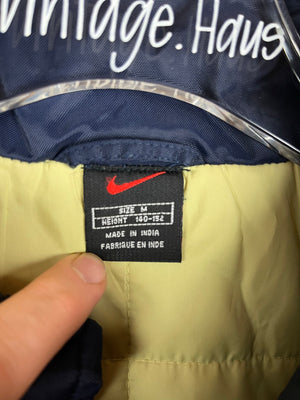 vintage.Haus
SIZE M
HEIGHT 140-152
MADE IN INDIA
FABRIQUE EN INDE